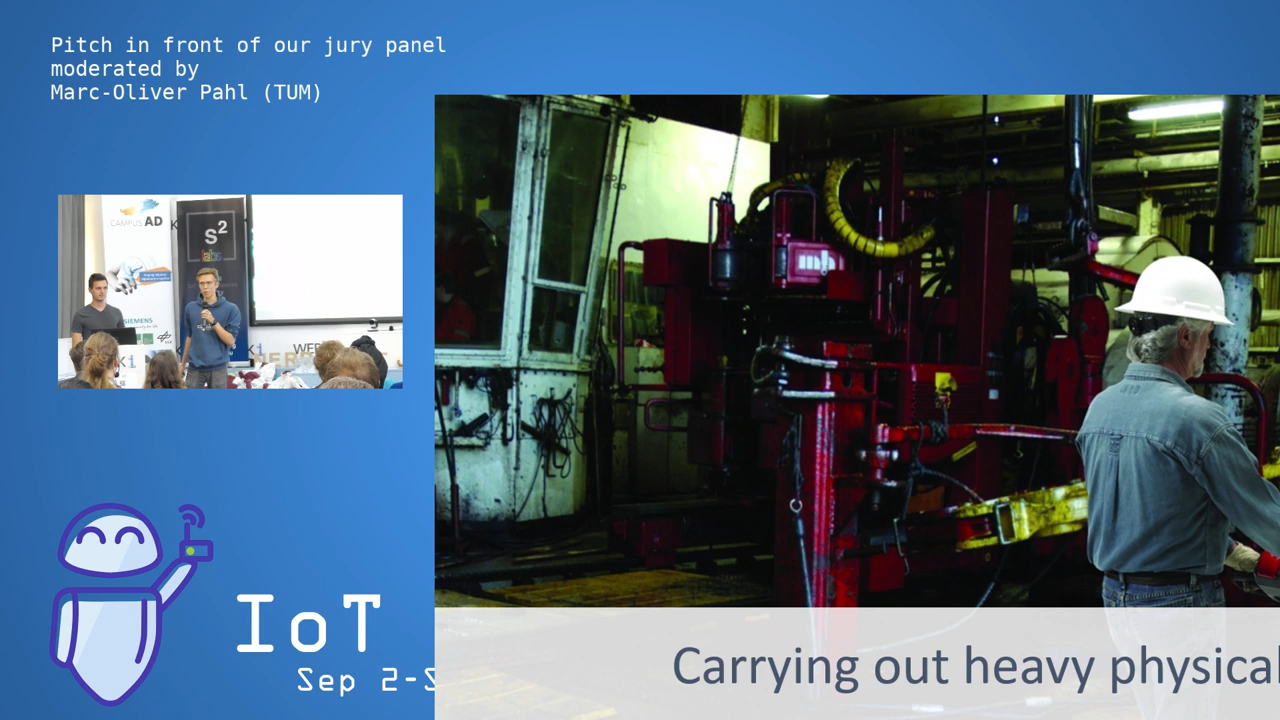 Pitch in front of our jury panel
moderated by
Marc-Oliver Pahl (TUM)
CAMPUS AD
S2
labs
SIEMENS
WER
IoT
Sep 2-S
Carrying out heavy physical